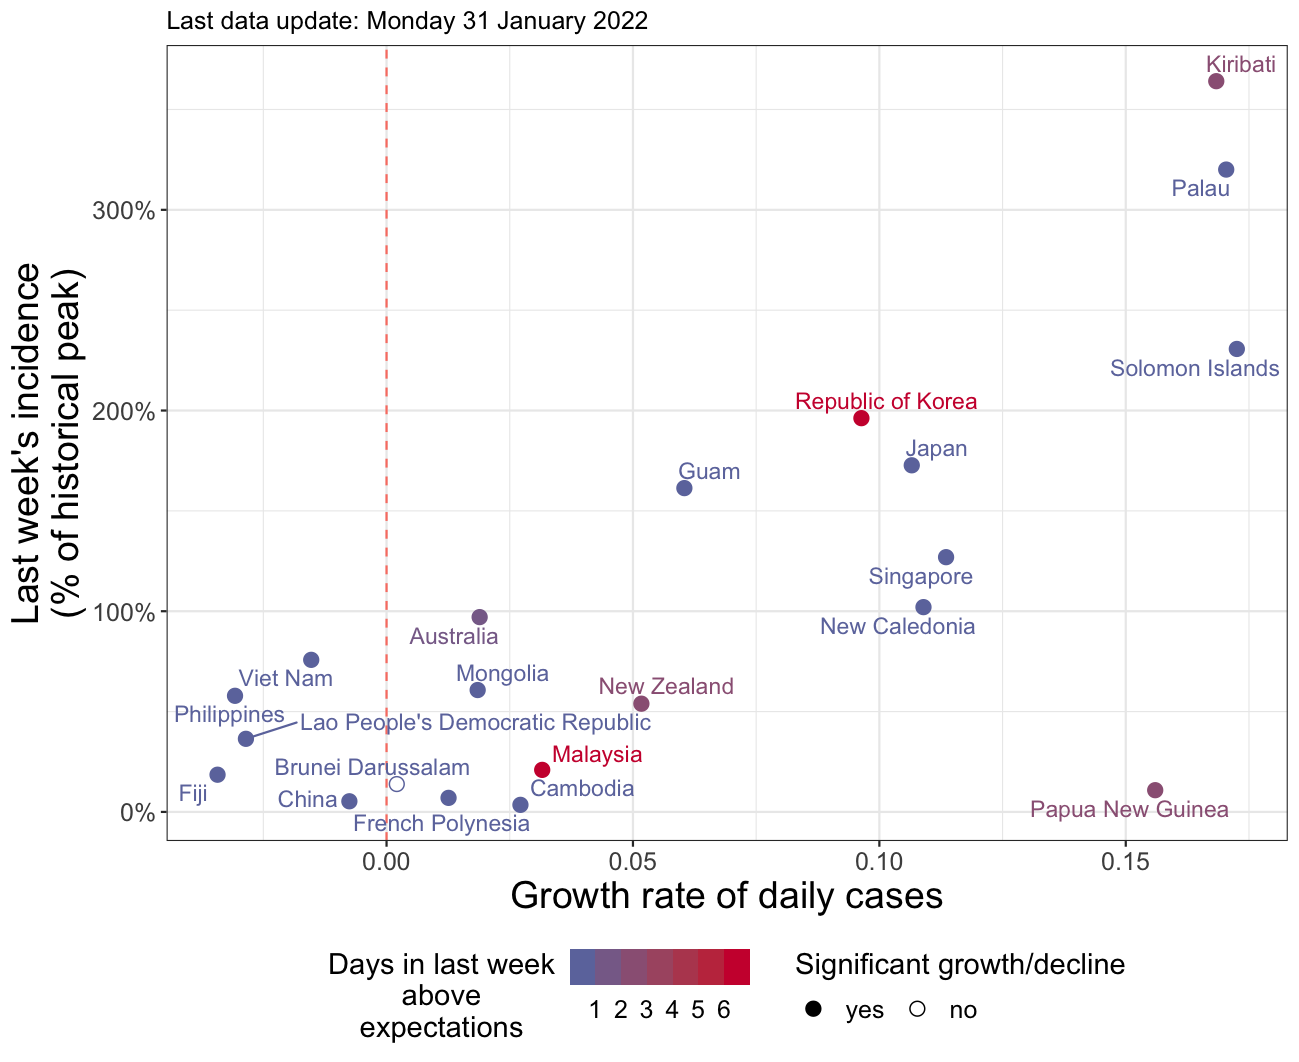 Last data update: Monday 31 January 2022
Kiribati
Palau
300%
Solomon Islands
Republic of Korea
200%
Japan
Guam
Singapore
100%
New Caledonia
Australia
Mongolia
Viet Nam
New Zealand
Philippines
Lao People's Democratic Republic
Malaysia
Brunei Darussalam
Cambodia
Fiji
China
0%
Papua New Guinea
French Polynesia
Last week's incidence
(% of historical peak)
0.00 0.05 0.10 0.15
Growth rate of daily cases
Days in last week
above
expectations
1 2 3 4 5 6
Significant growth/decline
yes no